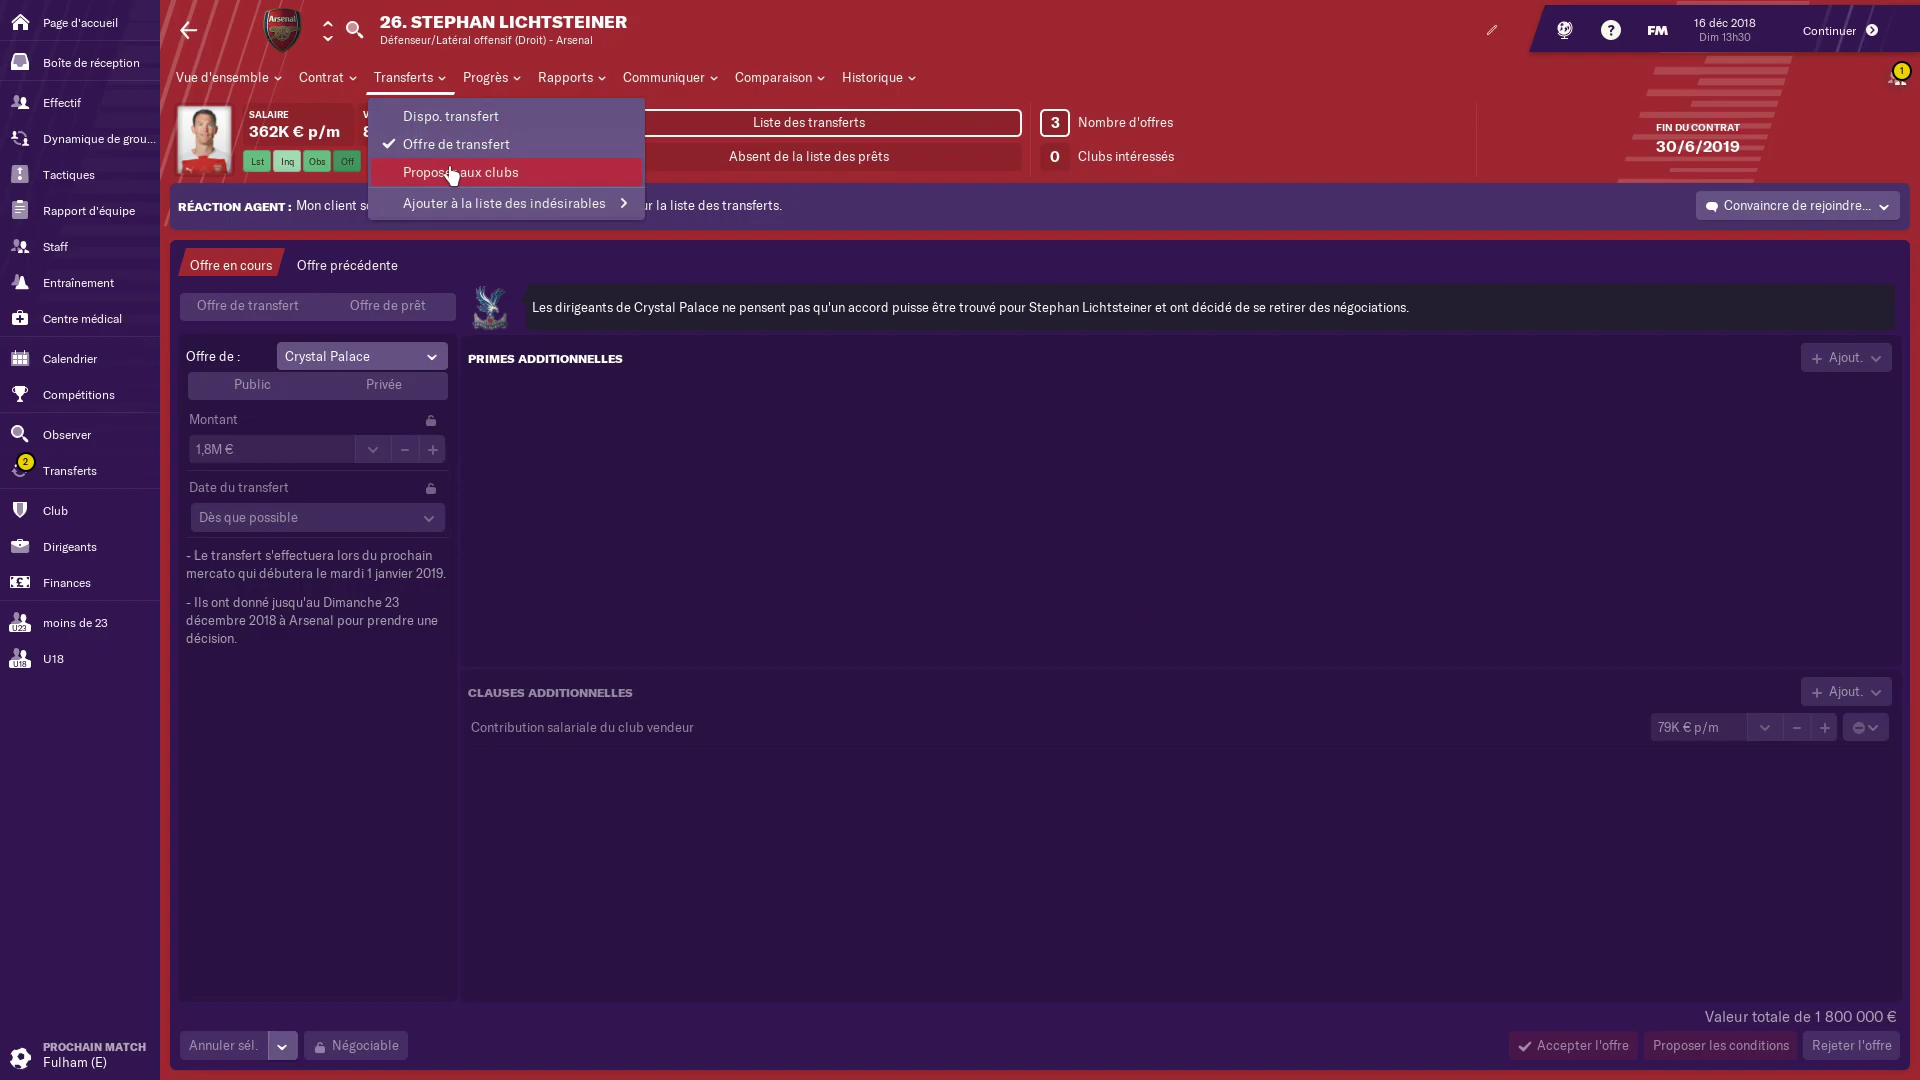 Page d'accueil
Boîte de réception
Effectif
Dynamique de grou...
Tactiques
Rapport d'équipe
Staff
Entraînement
Centre médical
Calendrier
Compétitions
Observer
2
Transferts
Club
Dirigeants
Finances
U23
moins de 23
U18
U18
PROCHAIN MATCH
Fulham (E)
Arsenal
26. STEPHAN LICHTSTEINER
Défenseur/Latéral offensif (Droit) - Arsenal
FM
16 déc 2018
Dim 13h30
Continuer
1
Vue d'ensemble
Contrat
Transferts
Progrès
Rapports
Communiquer
Comparaison
Historique
SALAIRE
362K € p/m
Lst
Inq
Obs
Off
Dispo. transfert
Offre de transfert
aux clubs
Ajouter à la liste des indésirables
Liste des transferts
Absent de la liste des prêts
3 Nombre d'offres
0 Clubs intéressés
FIN DU CONTRAT
30/6/2019
RÉACTION AGENT : Mon client la liste des transferts.
Convaincre de rejoindre...
Offre en cours
Offre précédente
Offre de transfert
Offre de prêt
Les dirigeants de Crystal Palace ne pensent pas qu'un accord puisse être trouvé pour Stephan Lichtsteiner et ont décidé de se retirer des négociations.
Offre de :
Crystal Palace
Public
Privée
Montant
1,8M €
Date du transfert
Dès que possible
- Le transfert s'effectuera lors du prochain
mercato qui débutera le mardi 1 janvier 2019.
- Ils ont donné jusqu'au Dimanche 23
décembre 2018 à Arsenal pour prendre une
décision.
PRIMES ADDITIONNELLES
Ajout.
CLAUSES ADDITIONNELLES
Ajout.
Contribution salariale du club vendeur
79K € p/m
Valeur totale de 1 800 000 €
Annuler sél.
Négociable
Accepter l'offre
Proposer les conditions
Rejeter l'offre